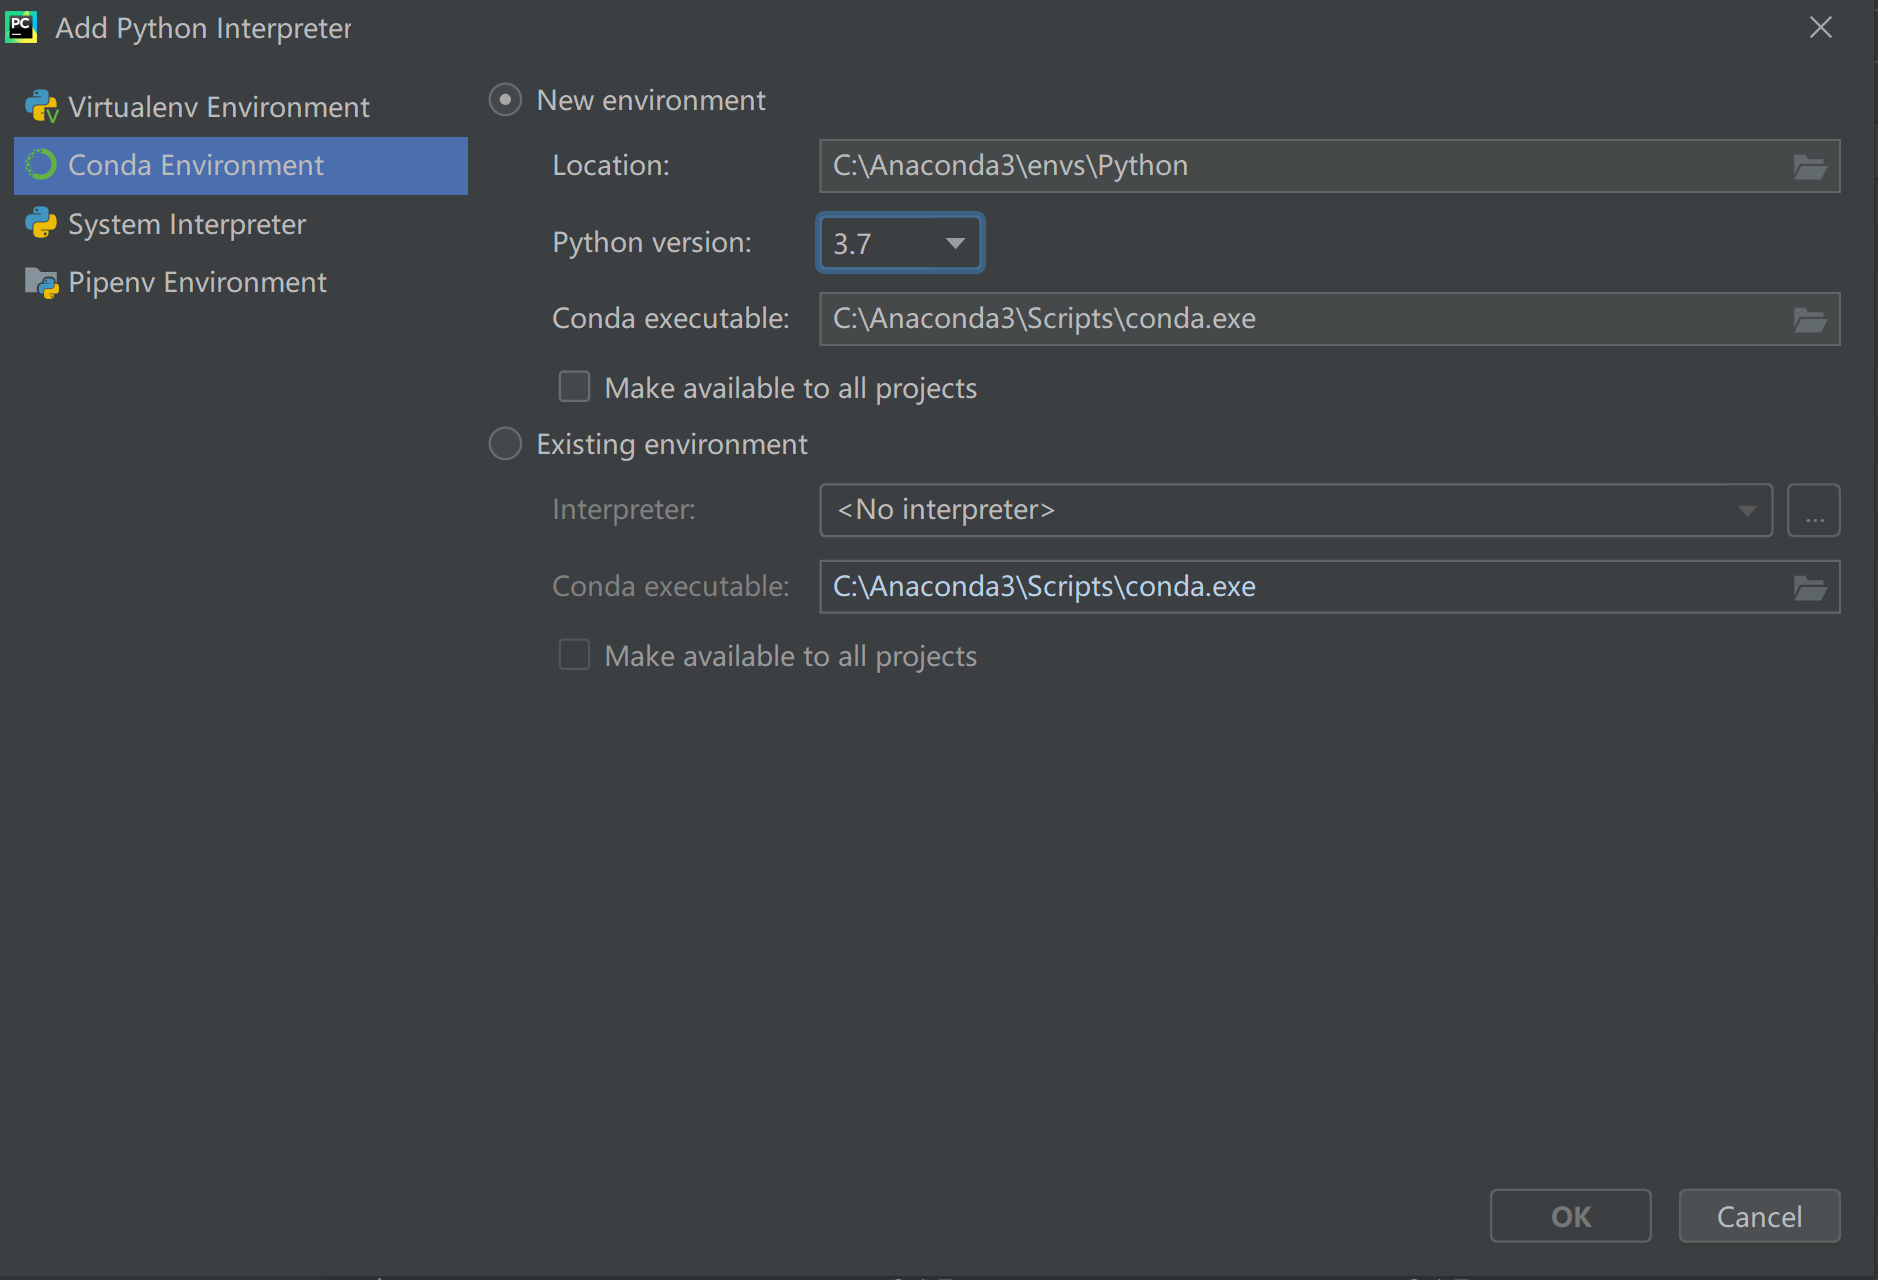 PC
Add Python Interpreter
Virtualenv Environment
Conda Environment
System Interpreter
Pipenv Environment
New environment
Location: C:\Anaconda3\envs\Python
Python version: 3.7
Conda executable: C:\Anaconda3\Scripts\conda.exe
Make available to all projects
Existing environment
Interpreter: <No interpreter> ...
Conda executable: C:\Anaconda3\Scripts\conda.exe
Make available to all projects
OK Cancel